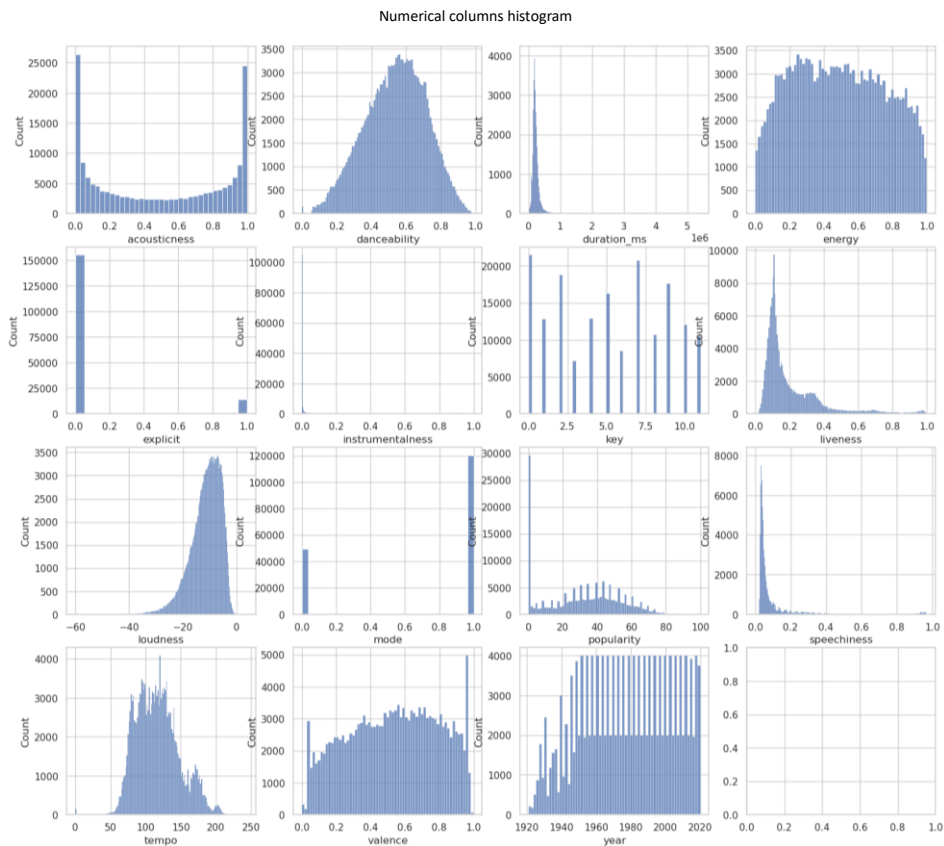 Numerical columns histogram
25000
20000
15000
10000
5000
0
Count
0.0 0.2 0.4 0.6 0.8 1.0
acousticness
3500
3000
2500
2000
1500
1000
500
0
Count
0.0 0.2 0.4 0.6 0.8 1.0
danceability
4000
3000
2000
1000
0
Count
0 1 2 3 4 5
1e6
duration_ms
3500
3000
2500
2000
1500
1000
500
0
Count
0.0 0.2 0.4 0.6 0.8 1.0
energy
150000
125000
100000
75000
50000
25000
0
Count
0.0 0.2 0.4 0.6 0.8 1.0
explicit
100000
80000
60000
40000
20000
0
Count
0.0 0.2 0.4 0.6 0.8 1.0
instrumentalness
20000
15000
10000
5000
0
Count
0.0 2.5 5.0 7.5 10.0
key
10000
8000
6000
4000
2000
0
Count
0.0 0.2 0.4 0.6 0.8 1.0
liveness
3500
3000
2500
2000
1500
1000
500
0
Count
−60 −40 −20 0
loudness
120000
100000
80000
60000
40000
20000
0
Count
0.0 0.2 0.4 0.6 0.8 1.0
mode
30000
25000
20000
15000
10000
5000
0
Count
0 20 40 60 80 100
popularity
8000
6000
4000
2000
0
Count
0.0 0.2 0.4 0.6 0.8 1.0
speechiness
4000
3000
2000
1000
0
Count
0 50 100 150 200 250
tempo
5000
4000
3000
2000
1000
0
Count
0.0 0.2 0.4 0.6 0.8 1.0
valence
4000
3500
3000
2500
2000
1500
1000
500
0
Count
1920 1940 1960 1980 2000 2020
year
1.0
0.8
0.6
0.4
0.2
0.0
0.0 0.2 0.4 0.6 0.8 1.0